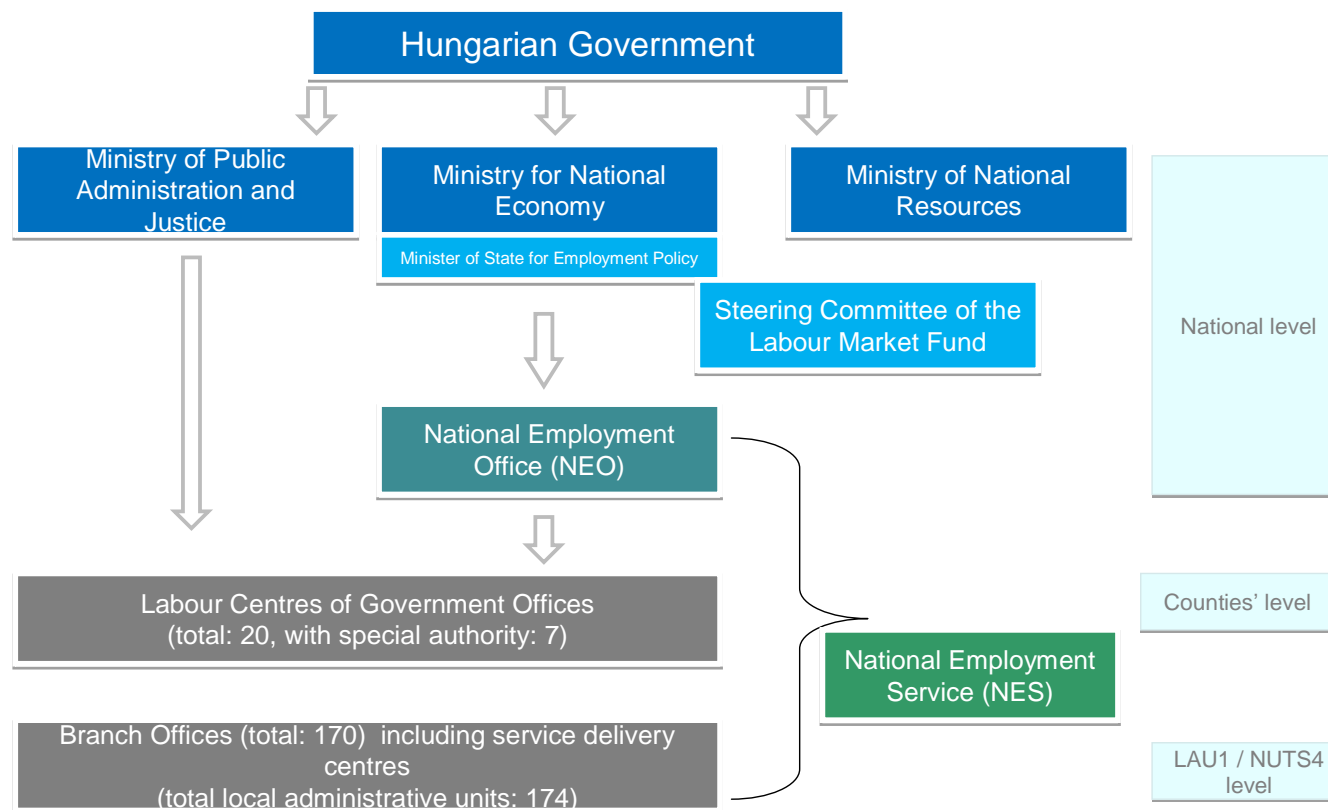 Hungarian Government
Ministry of Public
Administration and
Justice
Ministry for National
Economy
Ministry of National
Resources
Minister of State for Employment Policy
Steering Committee of the
Labour Market Fund
National level
National Employment
Office (NEO)
Labour Centres of Government Offices
(total: 20, with special authority: 7)
Counties’ level
National Employment
Service (NES)
Branch Offices (total: 170)  including service delivery
centres
(total local administrative units: 174)
LAU1 / NUTS4
level